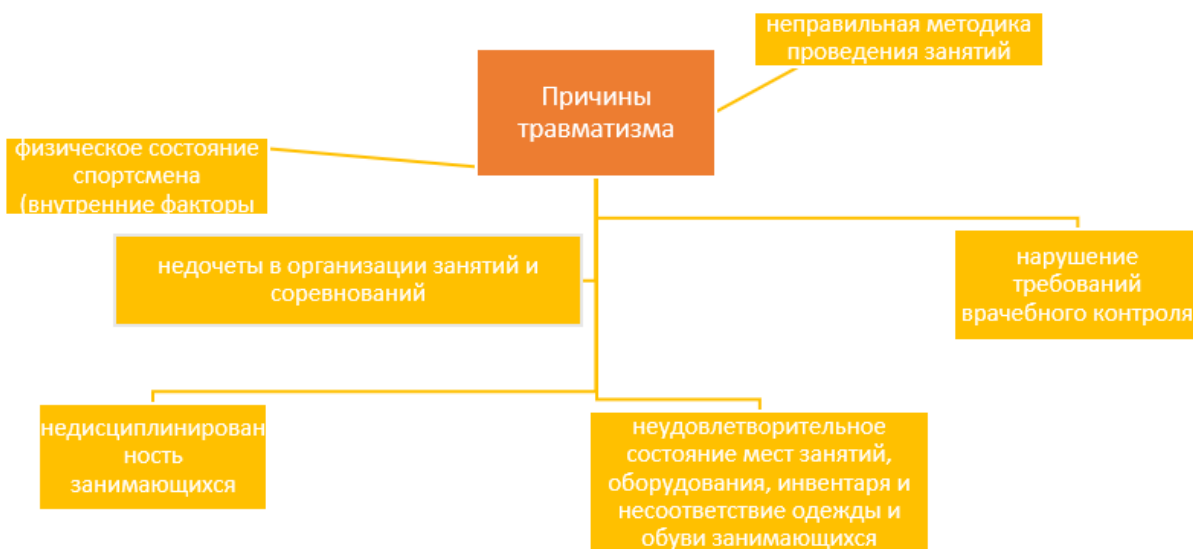 неправильная методика
проведения занятий
Причины
травматизма
физическое состояние
спортсмена
(внутренние факторы
недочеты в организации занятий и
соревнований
нарушение
требований
врачебного контроля
недисциплинирован
ность
занимающихся
неудовлетворительное
состояние мест занятий,
оборудования, инвентаря и
несоответствие одежды и
обуви занимающихся